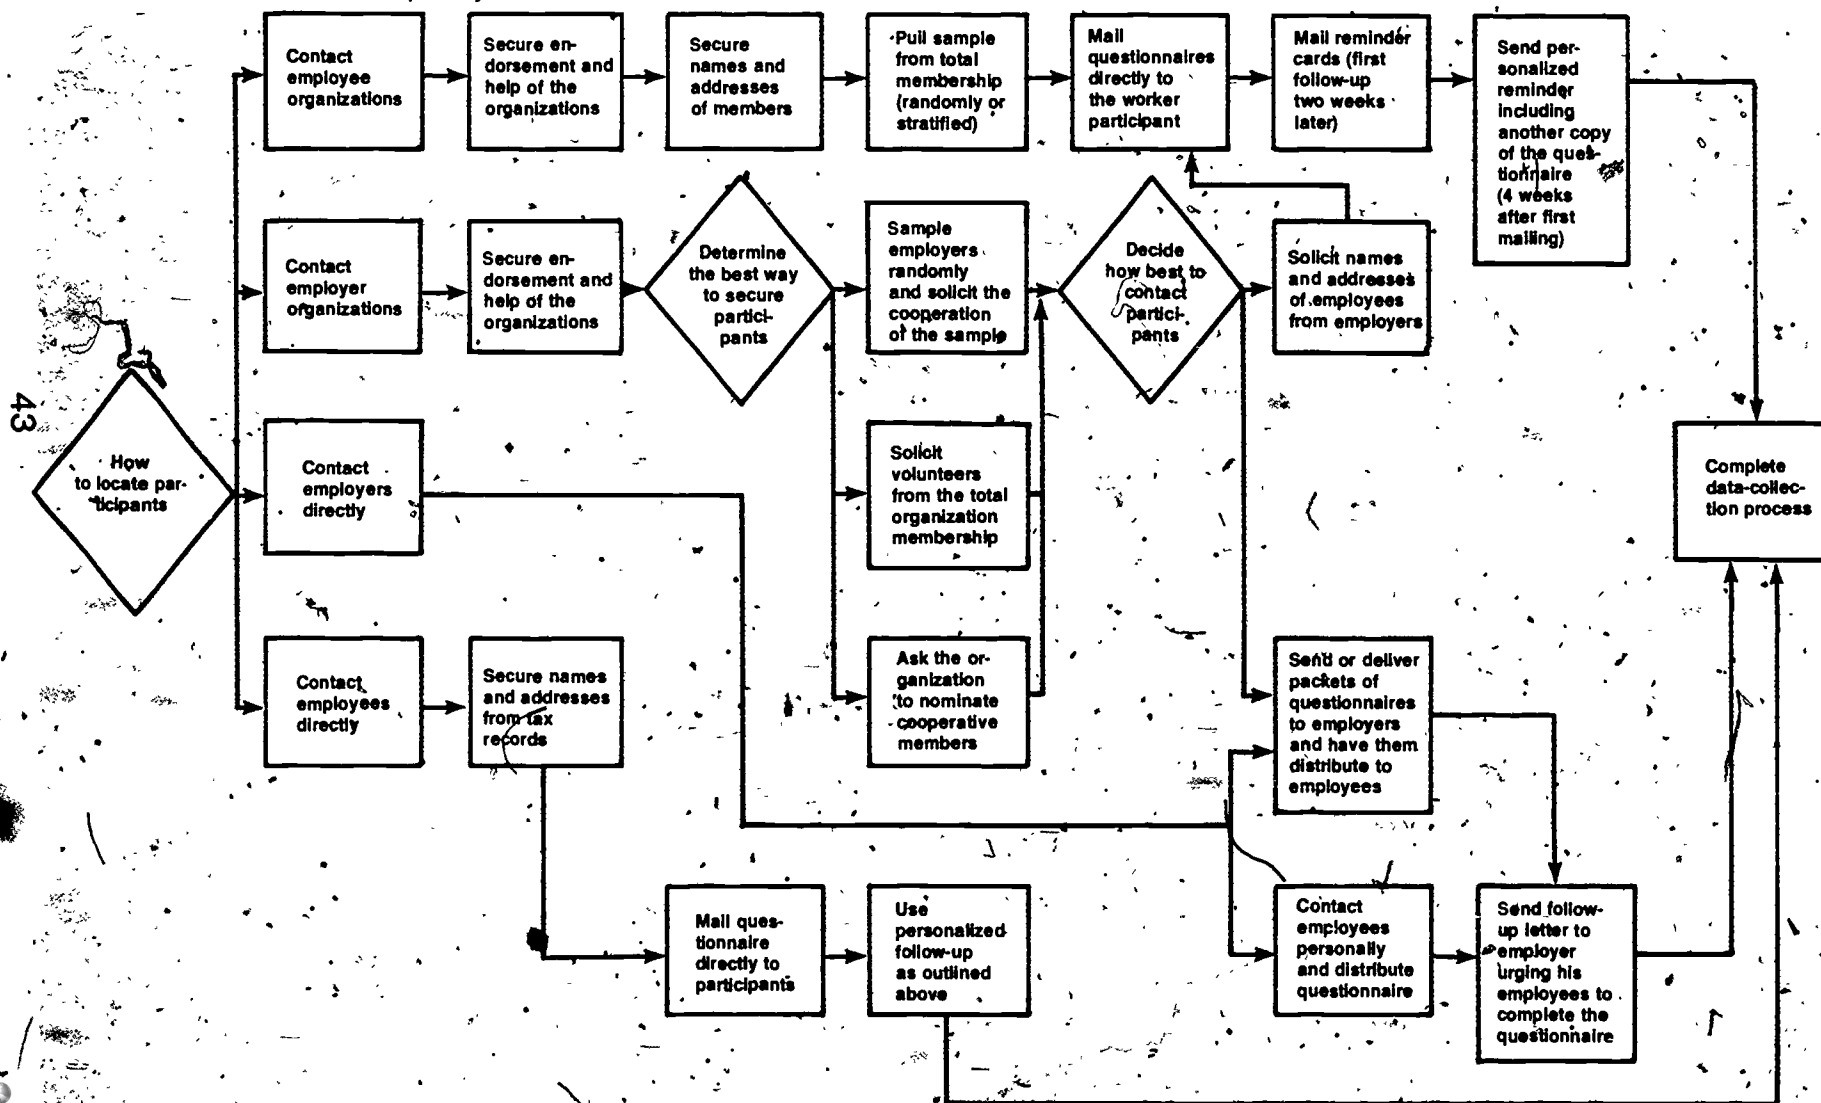 Contact
employee
organizations
Secure en-
dorsement and
help of the
organizations
Secure
names and
addresses
of members
Pull sample
from total
membership
(randomly or
stratified)
Mail
questionnaires
directly to
the worker
participant
Mail reminder
cards (first
follow-up
two weeks
later)
Send per-
sonalized
reminder
including
another copy
of the ques-
tionnaire
(4 weeks
after first
mailing)
Contact
employer
organizations
Secure en-
dorsement and
help of the
organizations
Determine
the best way
to secure
partici-
pants
Sample
employers
randomly
and solicit the
cooperation
of the sample
Decide
how best to
contact
partici-
pants
Solicit names
and addresses
of employees
from employers
43
How
to locate par-
ticipants
Contact
employers
directly
Solicit
volunteers
from the total
organization
membership
Complete
data-collec-
tion process
Contact
employees
directly
Secure names
and addresses
from tax
records
Ask the or-
ganization
to nominate
cooperative
members
Send or deliver
packets of
questionnaires
to employers
and have them
distribute to
employees
Mail ques-
tionnaire
directly to
participants
Use
personalized
follow-up
as outlined
above
Contact
employees
personally
and distribute
questionnaire
Send follow-
up letter to
employer
urging his
employees to
complete the
questionnaire